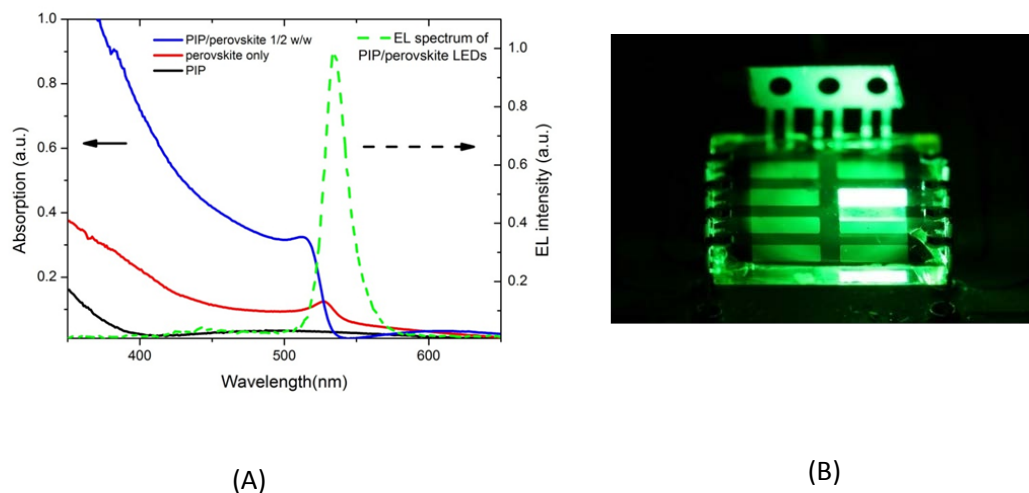 1.0
0.8
0.6
0.4
0.2
Absorption (a.u.)
PIP/perovskite 1/2 w/w
perovskite only
PIP
EL spectrum of
PIP/perovskite LEDs
1.0
0.8
0.6
0.4
0.2
EL intensity (a.u.)
400 500 600
Wavelength(nm)
(A)
(B)